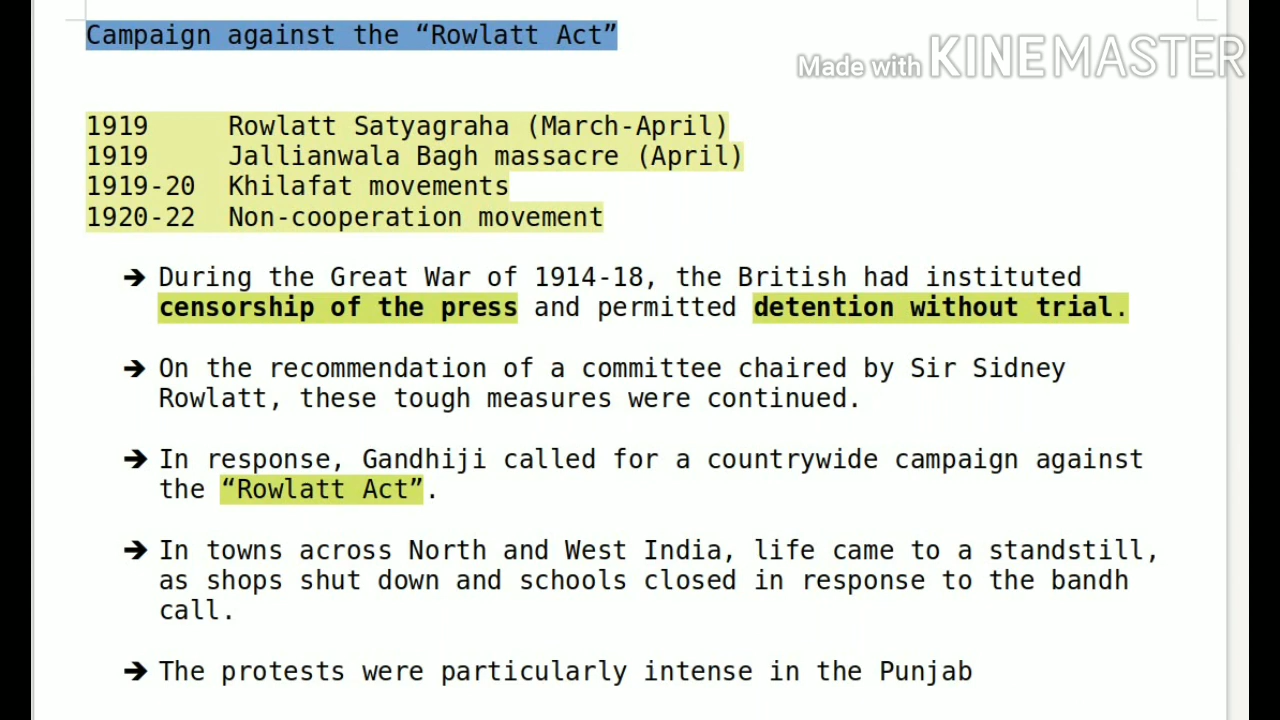 Campaign against the “Rowlatt Act”
Made with KINEMASTER
1919 Rowlatt Satyagraha (March-April)
1919 Jallianwala Bagh massacre (April)
1919-20 Khilafat movements
1920-22 Non-cooperation movement
➔ During the Great War of 1914-18, the British had instituted
censorship of the press and permitted detention without trial.
➔ On the recommendation of a committee chaired by Sir Sidney
Rowlatt, these tough measures were continued.
➔ In response, Gandhiji called for a countrywide campaign against
the “Rowlatt Act”.
➔ In towns across North and West India, life came to a standstill,
as shops shut down and schools closed in response to the bandh
call.
➔ The protests were particularly intense in the Punjab